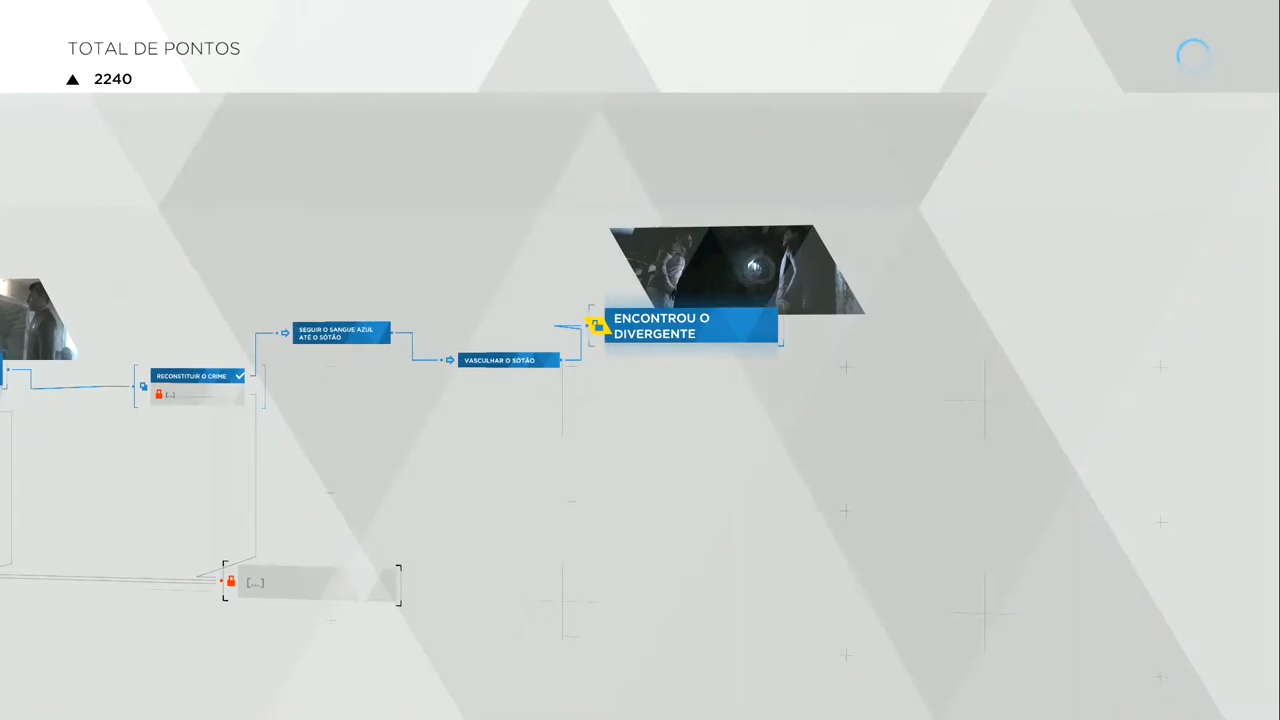 TOTAL DE PONTOS
2240
ENCONTROU O
DIVERGENTE
SEGUIR O SANGUE AZUL
ATÉ O SÓTÃO
VASCULHAR O SÓTÃO
RECONSTITUIR O CRIME
[...]
[...]